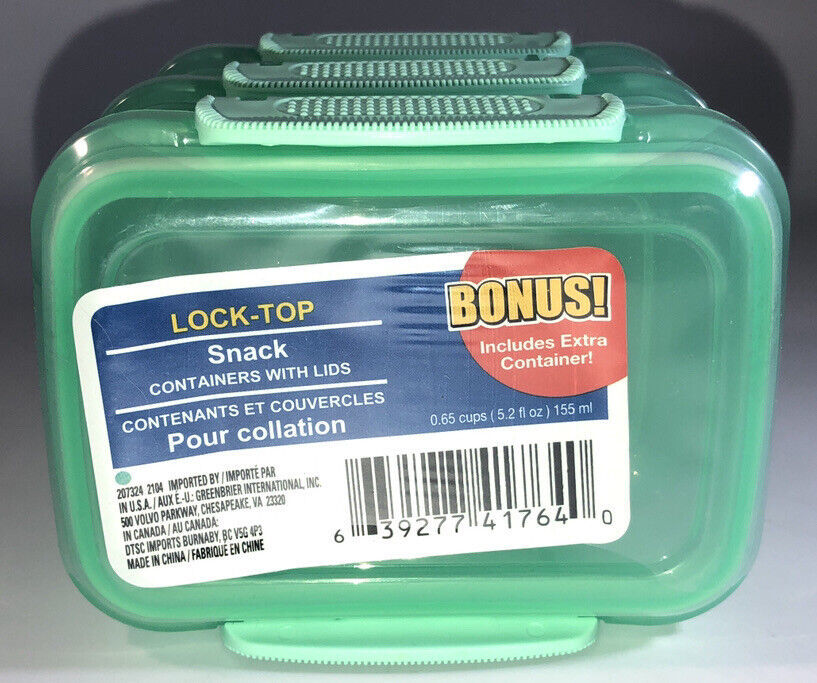 LOCK-TOP
Snack
CONTAINERS WITH LIDS
CONTENANTS ET COUVERCLES
Pour collation
BONUS!
Includes Extra
Container!
0.65 cups ( 5.2 fl oz ) 155 ml
207324 2104 IMPORTED BY / IMPORTÉ PAR
IN U.S.A. / AUX É.-U.: GREENBRIER INTERNATIONAL, INC.
500 VOLVO PARKWAY, CHESAPEAKE, VA 23320
IN CANADA / AU CANADA:
DTSC IMPORTS BURNABY, BC V5G 4P3
MADE IN CHINA / FABRIQUÉ EN CHINE
6 39277 41764 0